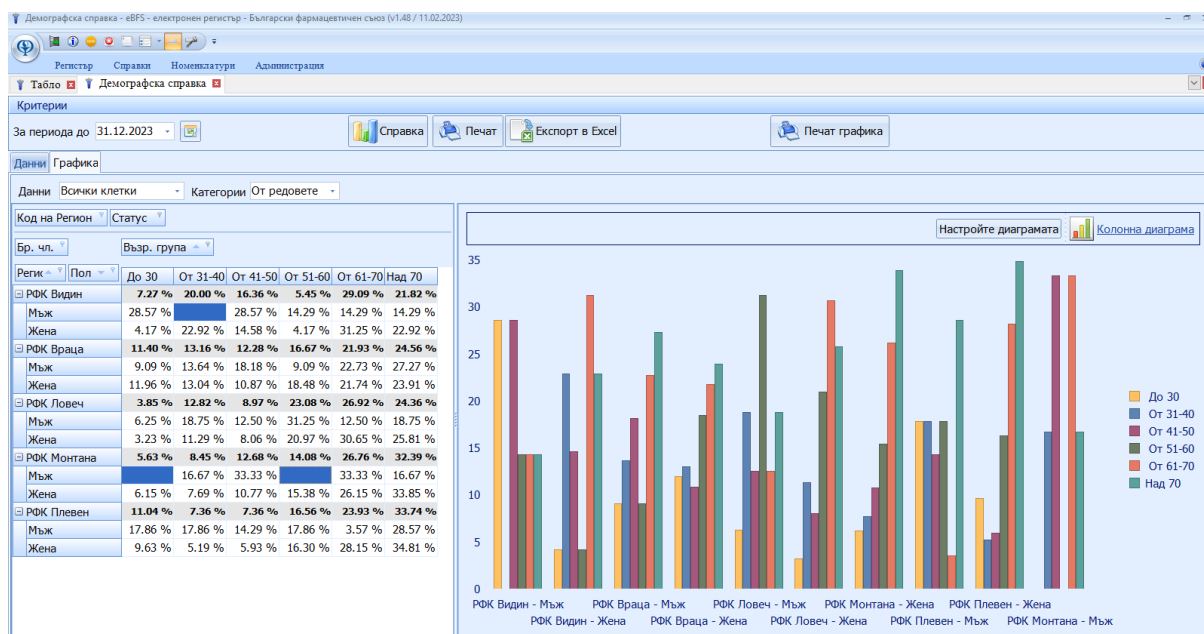 Демографска справка - eBFS - електронен регистър - Български фармацевтичен съюз (v1.48 / 11.02.2023)
Регистър Справки Номенклатури Администрация
Табло Демографска справка
Критерии
За периода до 31.12.2023 Справка Печат Експорт в Excel Печат графика
Данни Графика
Данни Всички клетки Категории От редовете
Код на Регион Статус
Настройте диаграмата Колонна диаграма
Бр. чл. Възр. група
Регис Пол До 30 От 31-40 От 41-50 От 51-60 От 61-70 Над 70
РФК Видин 7.27 % 20.00 % 16.36 % 5.45 % 29.09 % 21.82 %
Мъж 28.57 % 28.57 % 14.29 % 14.29 % 14.29 %
Жена 4.17 % 22.92 % 14.58 % 4.17 % 31.25 % 22.92 %
РФК Враца 11.40 % 13.16 % 12.28 % 16.67 % 21.93 % 24.56 %
Мъж 9.09 % 13.64 % 18.18 % 9.09 % 22.73 % 27.27 %
Жена 11.96 % 13.04 % 10.87 % 18.48 % 21.74 % 23.91 %
РФК Ловеч 3.85 % 12.82 % 8.97 % 23.08 % 26.92 % 24.36 %
Мъж 6.25 % 18.75 % 12.50 % 31.25 % 12.50 % 18.75 %
Жена 3.23 % 11.29 % 8.06 % 20.97 % 30.65 % 25.81 %
РФК Монтана 5.63 % 8.45 % 12.68 % 14.08 % 26.76 % 32.39 %
Мъж 16.67 % 33.33 % 33.33 % 16.67 %
Жена 6.15 % 7.69 % 10.77 % 15.38 % 26.15 % 33.85 %
РФК Плевен 11.04 % 7.36 % 7.36 % 16.56 % 23.93 % 33.74 %
Мъж 17.86 % 17.86 % 14.29 % 17.86 % 3.57 % 28.57 %
Жена 9.63 % 5.19 % 5.93 % 16.30 % 28.15 % 34.81 %
35
30
25
20
15
10
5
0
РФК Видин - Мъж РФК Враца - Мъж РФК Ловеч - Мъж РФК Монтана - Жена РФК Плевен - Жена
РФК Видин - Жена РФК Враца - Жена РФК Ловеч - Жена РФК Плевен - Мъж РФК Монтана - Мъж
До 30
От 31-40
От 41-50
От 51-60
От 61-70
Над 70